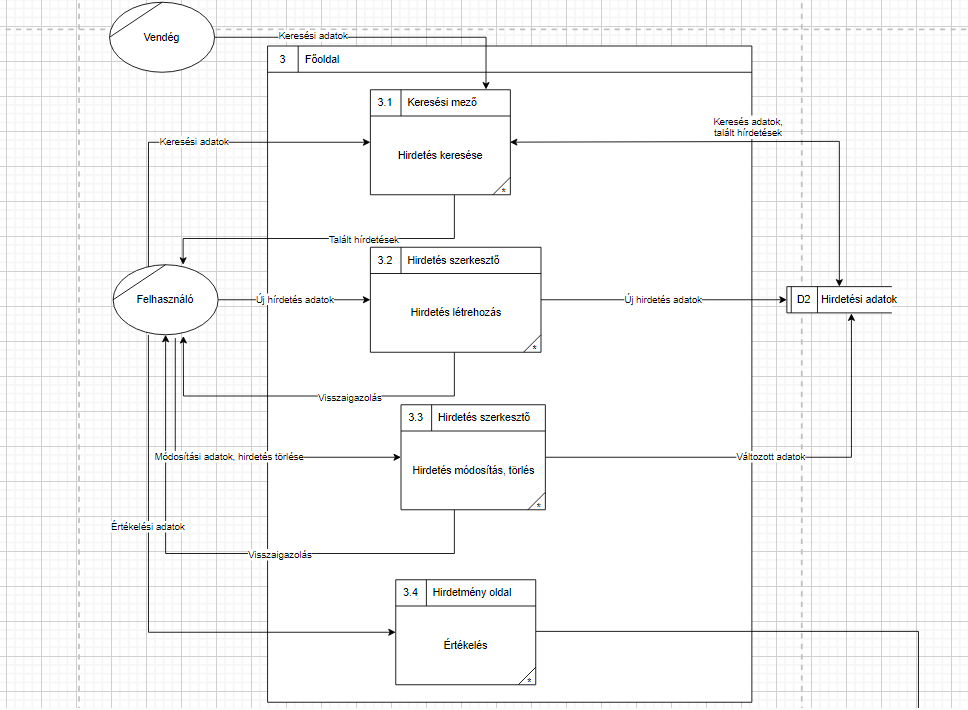 Vendég
Keresési adatok
3 Főoldal
3.1 Keresési mező
Keresés adatok,
talált hírdetések
Keresési adatok
Hirdetés keresése
*
Talált hírdetések
3.2 Hirdetés szerkesztő
Felhasználó
Új hírdetés adatok
Hirdetés létrehozás
Új hirdetés adatok
D2 Hirdetési adatok
*
Visszaigazolás
3.3 Hirdetés szerkesztő
Módosítási adatok, hirdetés törlése
Hirdetés módosítás, törlés
Változott adatok
*
Értékelési adatok
Visszaigazolás
3.4 Hirdetmény oldal
Értékelés
*